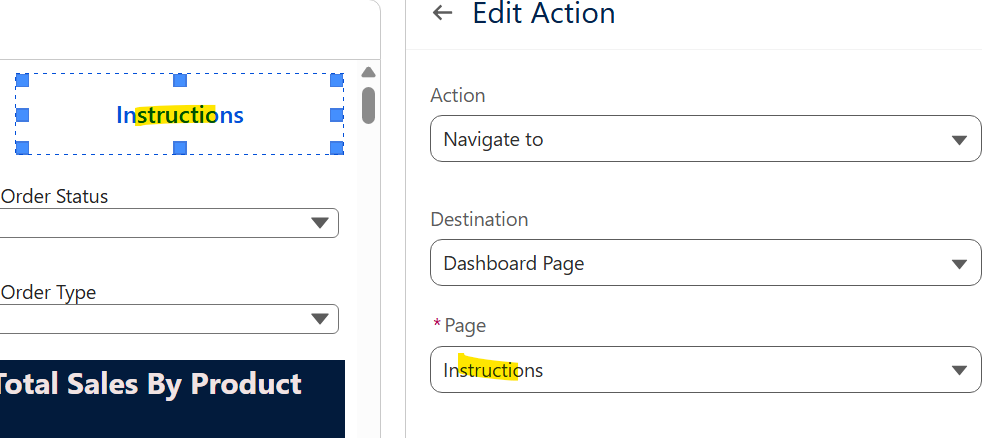 Edit Action
Instructions
Order Status
Order Type
Total Sales By Product
Action
Navigate to
Destination
Dashboard Page
* Page
Instructions